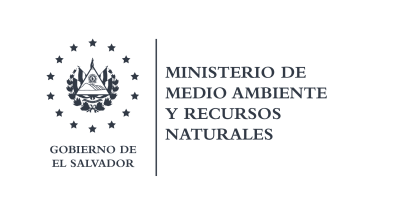 GOBIERNO DE
EL SALVADOR
MINISTERIO DE
MEDIO AMBIENTE
Y RECURSOS
NATURALES